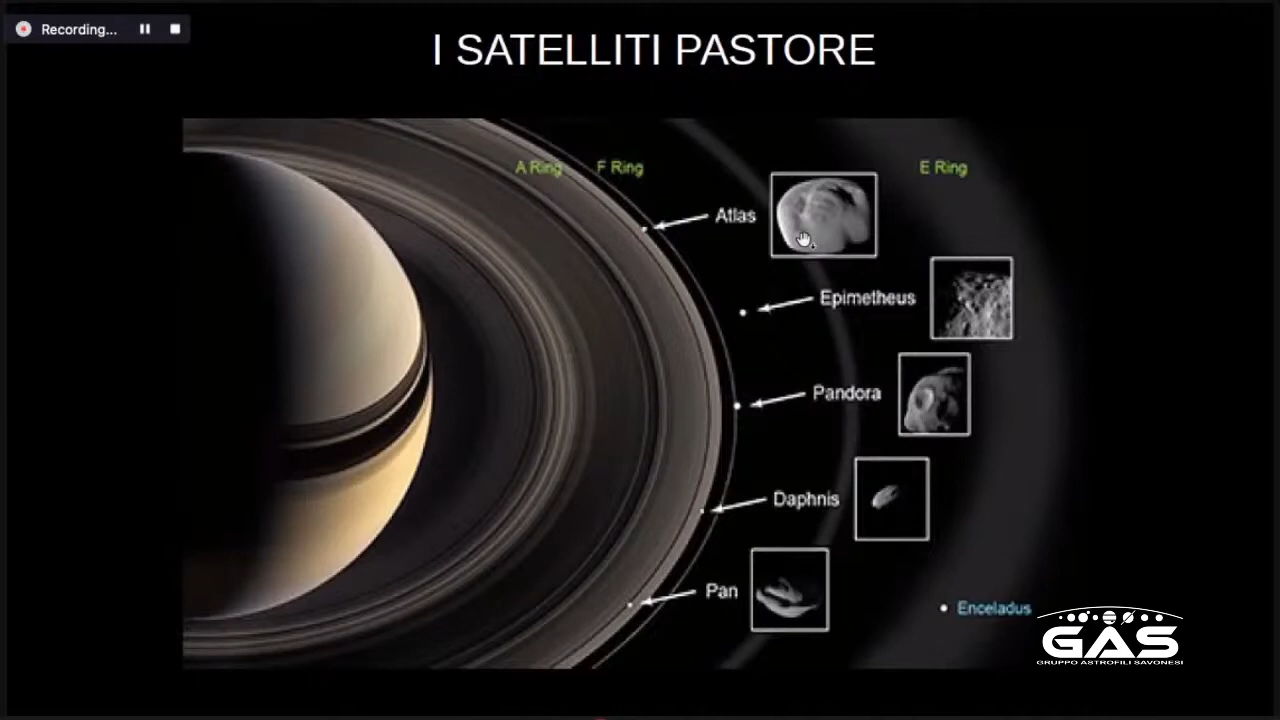 Recording...
I SATELLITI PASTORE
A Ring
F Ring
E Ring
Atlas
Epimetheus
Pandora
Daphnis
Pan
Enceladus
GAS
GRUPPO ASTROFILI SAVONESI